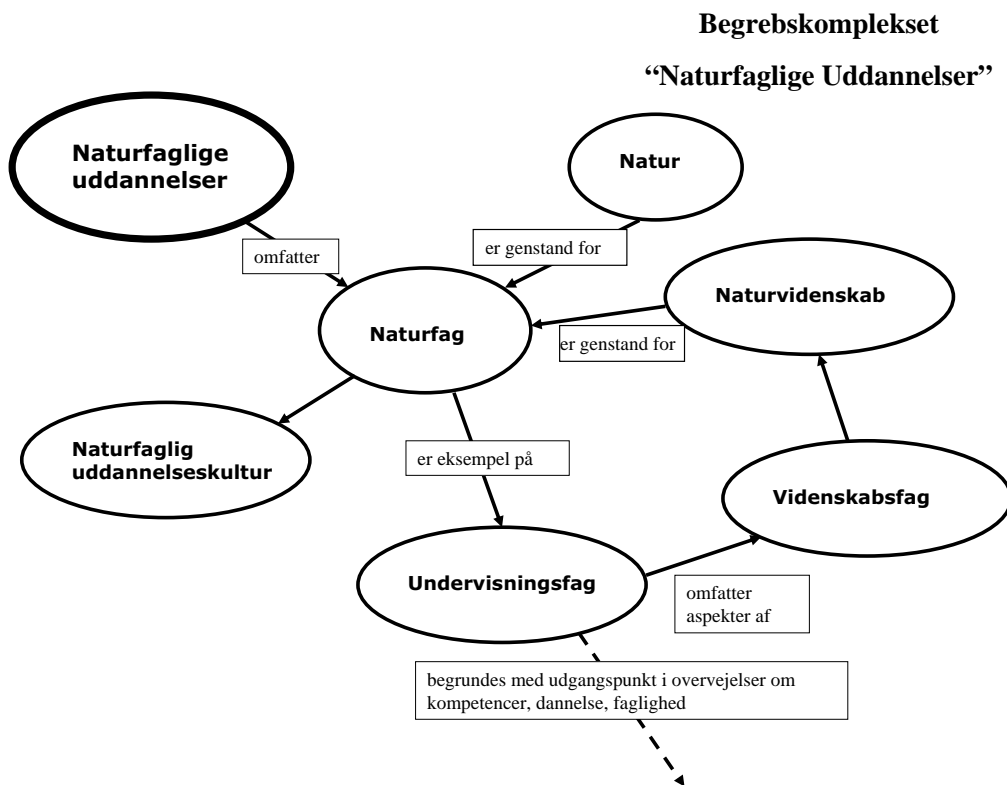 Begrebskomplekset
“Naturfaglige Uddannelser”
Naturfaglige
uddannelser
Natur
omfatter
er genstand for
Naturvidenskab
Naturfag
er genstand for
Naturfaglig
uddannelseskultur
er eksempel på
Videnskabsfag
Undervisningsfag
omfatter
aspekter af
begrundes med udgangspunkt i overvejelser om
kompetencer, dannelse, faglighed